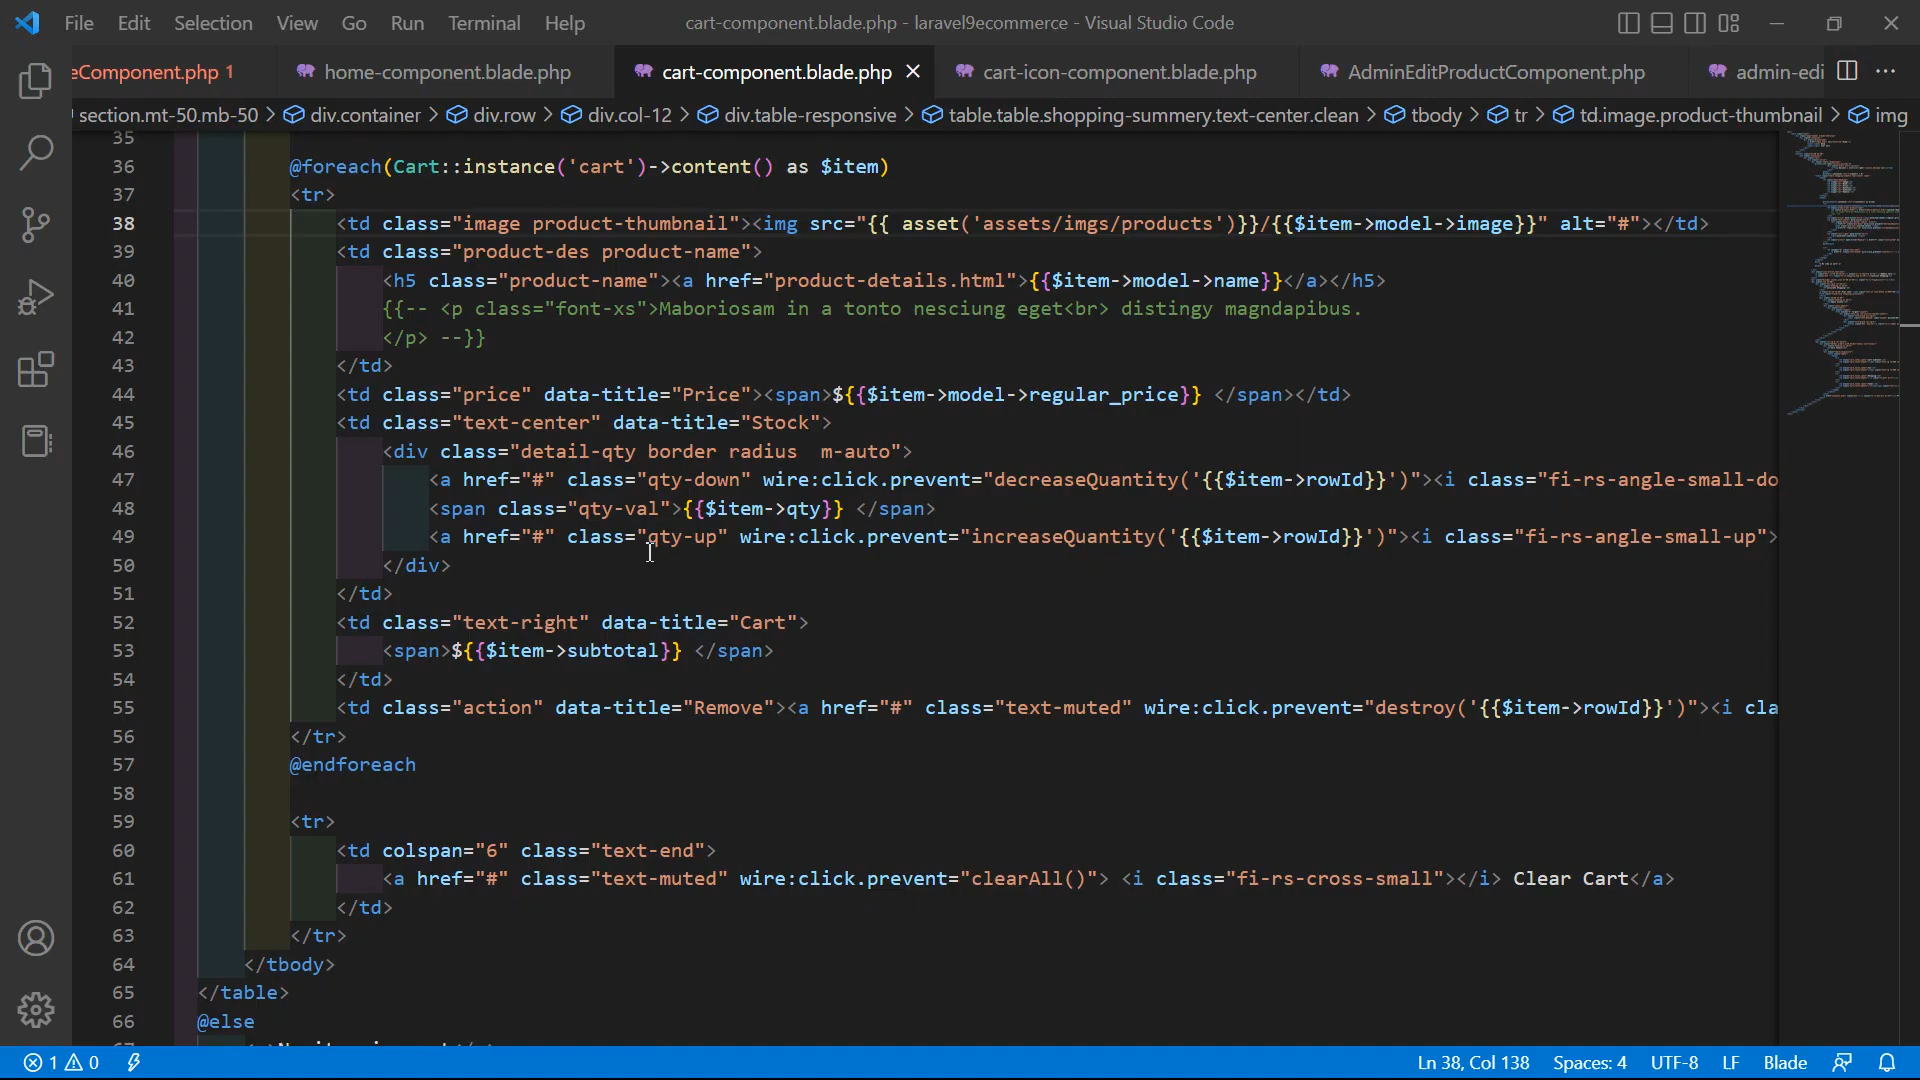 File Edit Selection View Go Run Terminal Help cart-component.blade.php - laravel9ecommerce - Visual Studio Code
eComponent.php 1 home-component.blade.php cart-component.blade.php cart-icon-component.blade.php AdminEditProductComponent.php admin-edi
section.mt-50.mb-50 > div.container > div.row > div.col-12 > div.table-responsive > table.table.shopping-summery.text-center.clean > tbody > tr > td.image.product-thumbnail > img
35
36 @foreach(Cart::instance('cart')->content() as $item)
37 <tr>
38 <td class="image product-thumbnail"><img src="{{ asset('assets/imgs/products')}}/{{$item->model->image}}" alt="#"></td>
39 <td class="product-des product-name">
40 <h5 class="product-name"><a href="product-details.html">{{$item->model->name}}</a></h5>
41 {{-- <p class="font-xs">Maboriosam in a tonto nesciung eget<br> distingy magndapibus.
42 </p> --}}
43 </td>
44 <td class="price" data-title="Price"><span>${{$item->model->regular_price}} </span></td>
45 <td class="text-center" data-title="Stock">
46 <div class="detail-qty border radius  m-auto">
47 <a href="#" class="qty-down" wire:click.prevent="decreaseQuantity('{{$item->rowId}}')"><i class="fi-rs-angle-small-do
48 <span class="qty-val">{{$item->qty}} </span>
49 <a href="#" class="qty-up" wire:click.prevent="increaseQuantity('{{$item->rowId}}')"><i class="fi-rs-angle-small-up">
50 </div>
51 </td>
52 <td class="text-right" data-title="Cart">
53 <span>${{$item->subtotal}} </span>
54 </td>
55 <td class="action" data-title="Remove"><a href="#" class="text-muted" wire:click.prevent="destroy('{{$item->rowId}}')"><i cla
56 </tr>
57 @endforeach
58
59 <tr>
60 <td colspan="6" class="text-end">
61 <a href="#" class="text-muted" wire:click.prevent="clearAll()"> <i class="fi-rs-cross-small"></i> Clear Cart</a>
62 </td>
63 </tr>
64 </tbody>
65 </table>
66 @else
1 0 Ln 38, Col 138 Spaces: 4 UTF-8 LF Blade